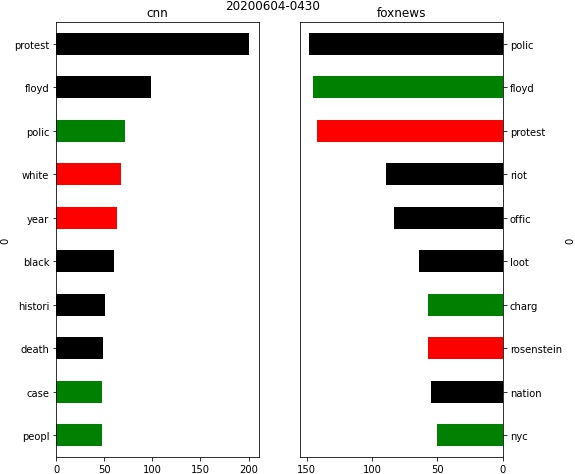 20200604-0430
cnn
foxnews
protest
floyd
polic
white
year
black
histori
death
case
peopl
0 50 100 150 200
0
polic
floyd
protest
riot
offic
loot
charg
rosenstein
nation
nyc
150 100 50 0
0